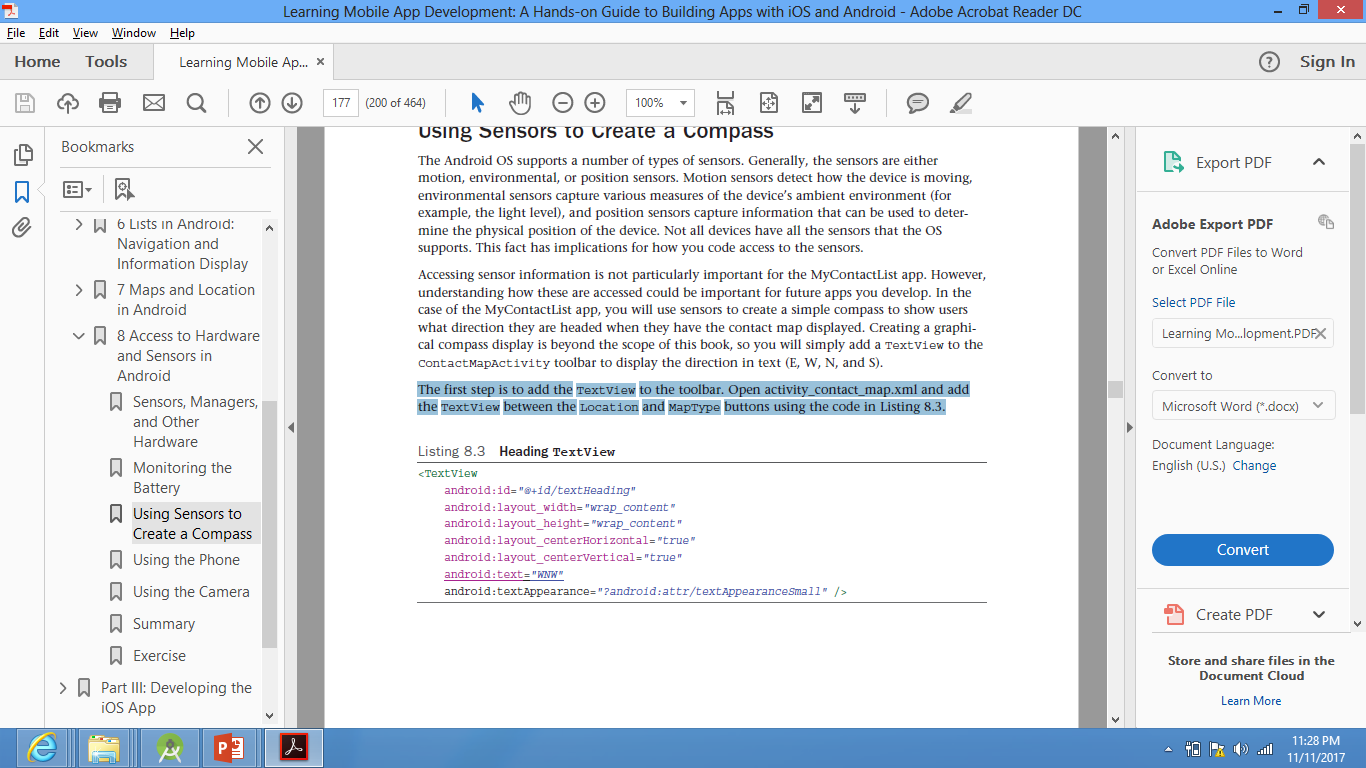 Learning Mobile App Development: A Hands-on Guide to Building Apps with iOS and Android - Adobe Acrobat Reader DC
File Edit View Window Help
Home Tools Learning Mobile Ap... × Sign In
177 (200 of 464) 100%
Bookmarks
6 Lists in Android:
Navigation and
Information Display
7 Maps and Location
in Android
8 Access to Hardware
and Sensors in
Android
Sensors, Managers,
and Other
Hardware
Monitoring the
Battery
Using Sensors to
Create a Compass
Using the Phone
Using the Camera
Summary
Exercise
Part III: Developing the
iOS App
Using Sensors to Create a Compass
The Android OS supports a number of types of sensors. Generally, the sensors are either
motion, environmental, or position sensors. Motion sensors detect how the device is moving,
environmental sensors capture various measures of the device's ambient environment (for
example, the light level), and position sensors capture information that can be used to deter-
mine the physical position of the device. Not all devices have all the sensors that the OS
supports. This fact has implications for how you code access to the sensors.
Accessing sensor information is not particularly important for the MyContactList app. However,
understanding how these are accessed could be important for future apps you develop. In the
case of the MyContactList app, you will use sensors to create a simple compass to show users
what direction they are headed when they have the contact map displayed. Creating a graphi-
cal compass display is beyond the scope of this book, so you will simply add a TextView to the
ContactMapActivity toolbar to display the direction in text (E, W, N, and S).
The first step is to add the TextView to the toolbar. Open activity_contact_map.xml and add
the TextView between the Location and MapType buttons using the code in Listing 8.3.
Listing 8.3 Heading TextView
<TextView
android:id="@+id/textHeading"
android:layout_width="wrap_content"
android:layout_height="wrap_content"
android:layout_centerHorizontal="true"
android:layout_centerVertical="true"
android:text="WNW"
android:textAppearance="?android:attr/textAppearanceSmall" />
Export PDF
Adobe Export PDF
Convert PDF Files to Word
or Excel Online
Select PDF File
Learning Mo...lopment.PDF
Convert to
Microsoft Word (*.docx)
Document Language:
English (U.S.) Change
Convert
Create PDF
Store and share files in the
Document Cloud
Learn More
11:28 PM
11/11/2017